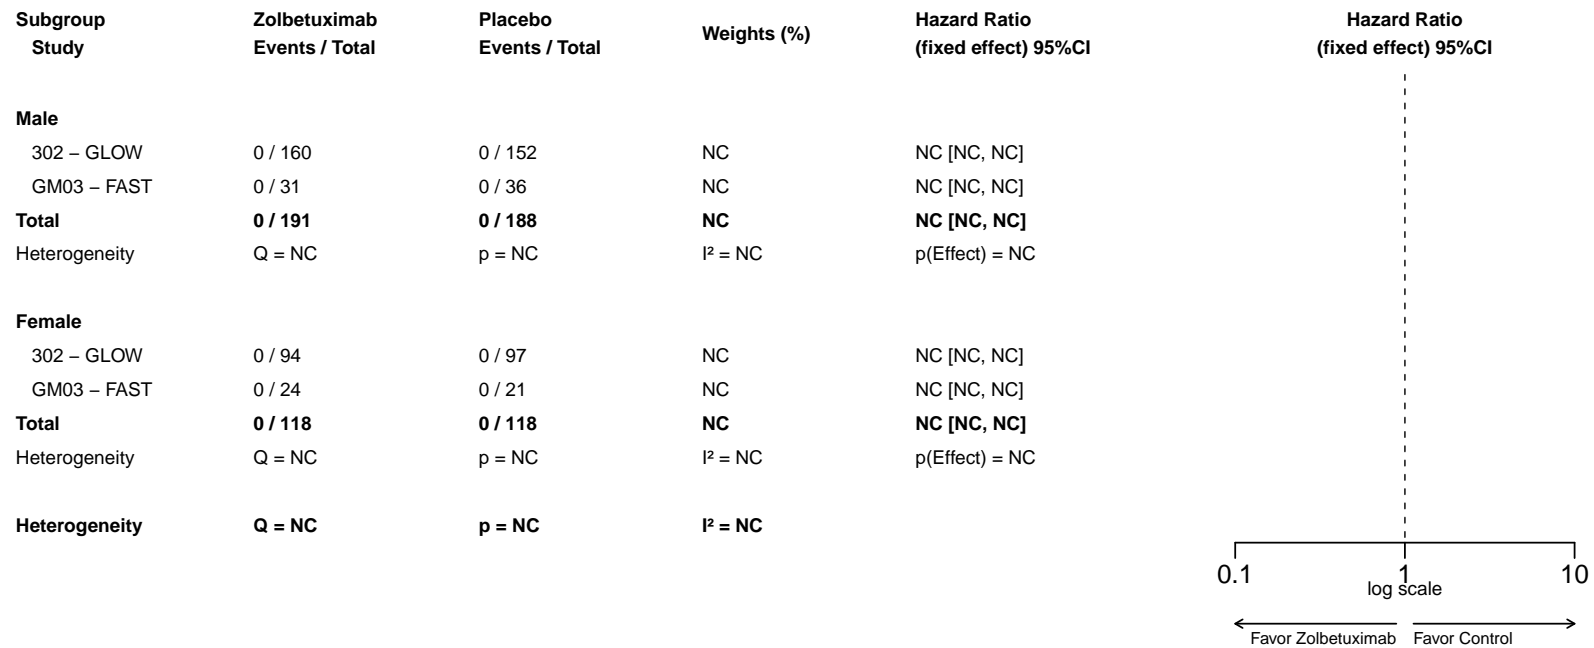 Subgroup Zolbetuximab Placebo Weights (%) Hazard Ratio Hazard Ratio
Study Events / Total Events / Total (fixed effect) 95%CI (fixed effect) 95%CI
Male
302 – GLOW 0 / 160 0 / 152 NC NC [NC, NC]
GM03 – FAST 0 / 31 0 / 36 NC NC [NC, NC]
Total 0 / 191 0 / 188 NC NC [NC, NC]
Heterogeneity Q = NC p = NC I² = NC p(Effect) = NC
Female
302 – GLOW 0 / 94 0 / 97 NC NC [NC, NC]
GM03 – FAST 0 / 24 0 / 21 NC NC [NC, NC]
Total 0 / 118 0 / 118 NC NC [NC, NC]
Heterogeneity Q = NC p = NC I² = NC p(Effect) = NC
Heterogeneity Q = NC p = NC I² = NC
0.1 1 10
log scale
Favor Zolbetuximab Favor Control